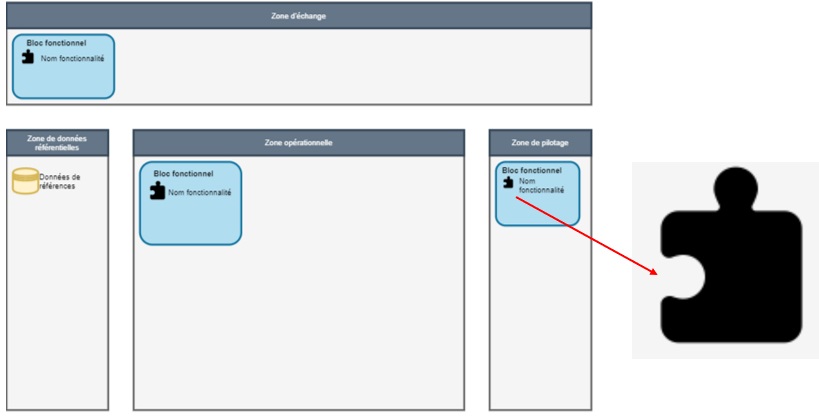 Zone d'échange
Bloc fonctionnel
Nom fonctionnalité
Zone de données
référentielles
Données de
références
Zone opérationnelle
Bloc fonctionnel
Nom fonctionnalité
Zone de pilotage
Bloc fonctionnel
Nom
fonctionnalité